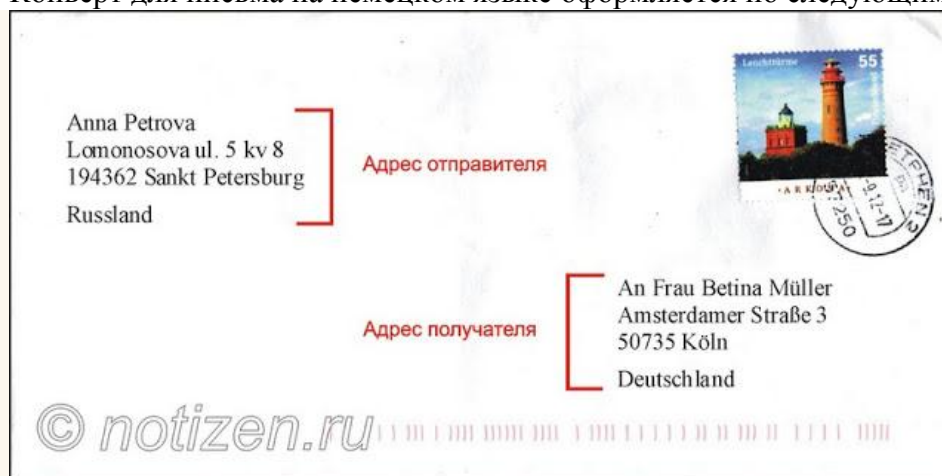 Конверт для письма на немецком языке оформляется по следующим
Leuchttürme 55
Anna Petrova
Lomonosova ul. 5 kv 8
194362 Sankt Petersburg
Russland
Адрес отправителя
An Frau Betina Müller
Amsterdamer Straße 3
50735 Köln
Deutschland
Адрес получателя
© notizen.ru